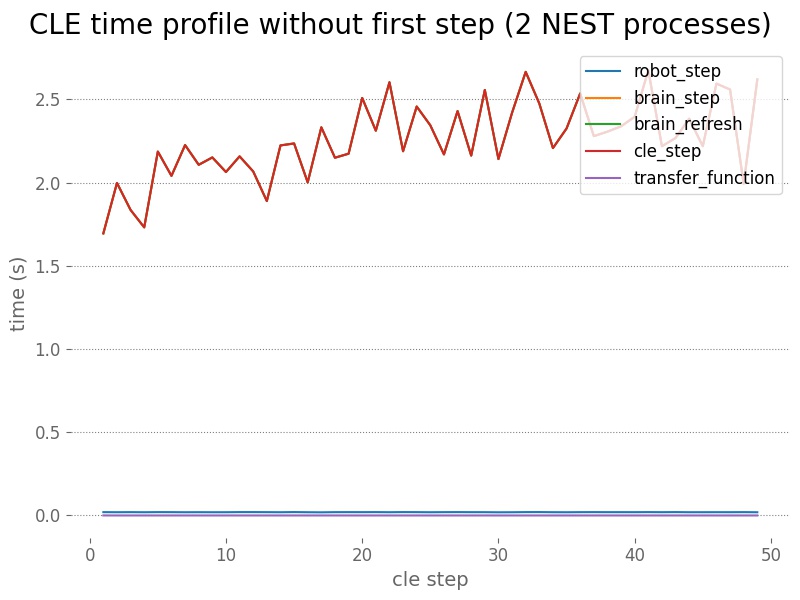 CLE time profile without first step (2 NEST processes)
robot_step
brain_step
brain_refresh
cle_step
transfer_function
2.5
2.0
1.5
1.0
0.5
0.0
time (s)
0 10 20 30 40 50
cle step